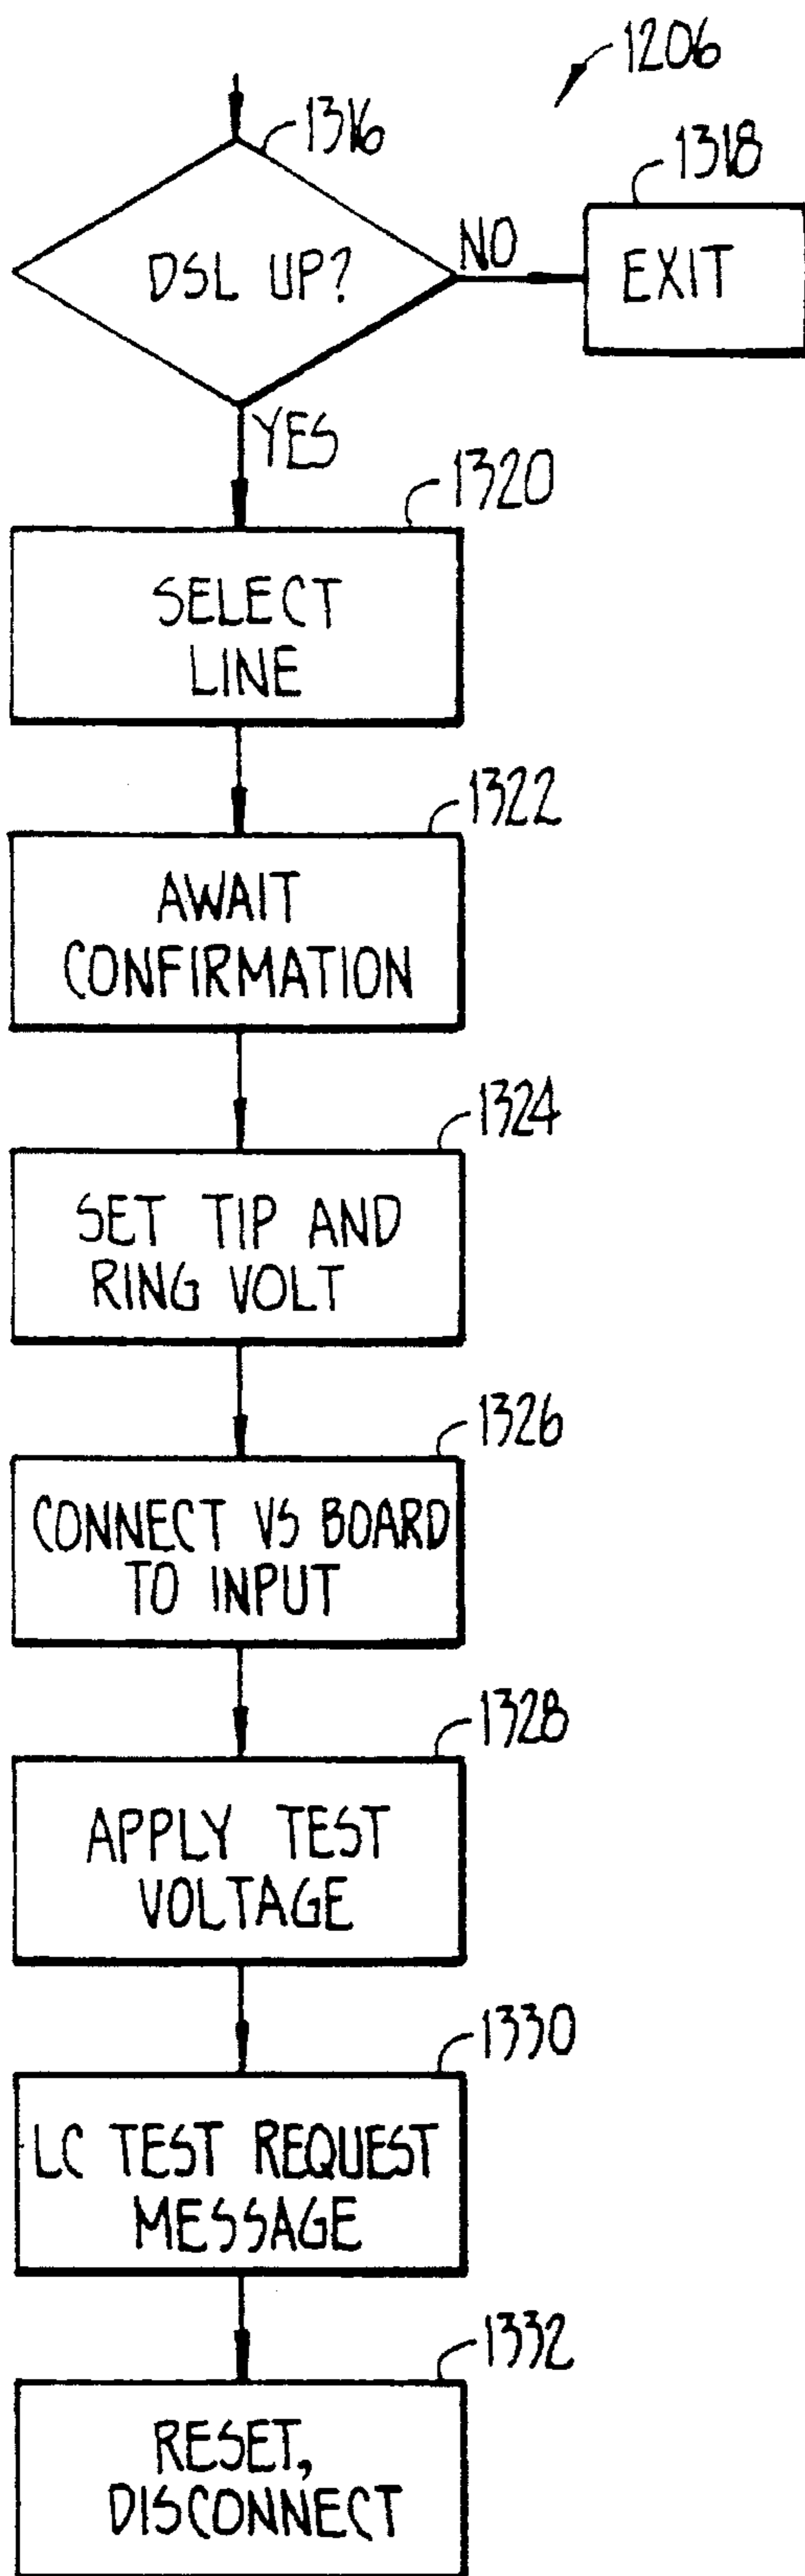 1206
1316
1318
DSL UP?
NO
EXIT
YES
1320
SELECT
LINE
1322
AWAIT
CONFIRMATION
1324
SET TIP AND
RING VOLT
1326
CONNECT VS BOARD
TO INPUT
1328
APPLY TEST
VOLTAGE
1330
LC TEST REQUEST
MESSAGE
1332
RESET,
DISCONNECT